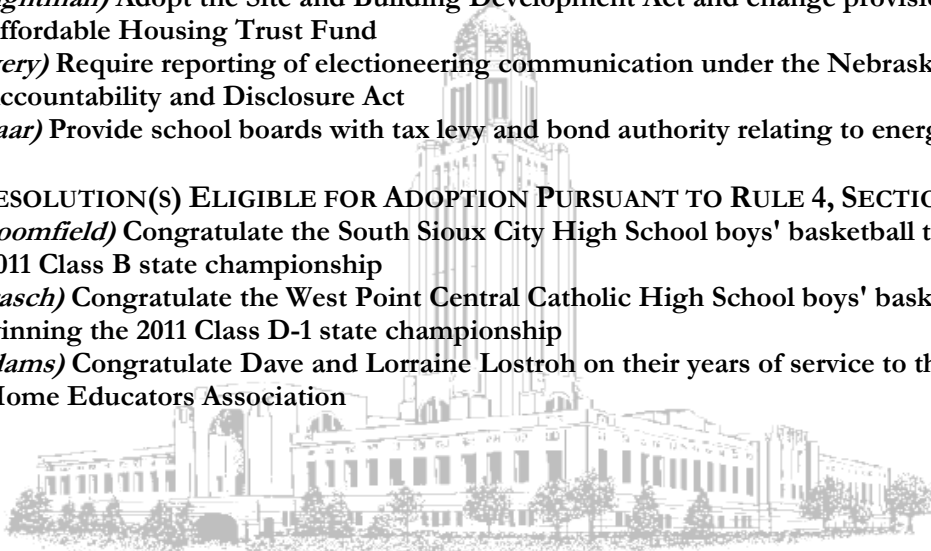 ghtman) Adopt the Site and Building Development Act and change provisio
ffordable Housing Trust Fund
very) Require reporting of electioneering communication under the Nebrask
ccountability and Disclosure Act
aar) Provide school boards with tax levy and bond authority relating to energ
ESOLUTION(S) ELIGIBLE FOR ADOPTION PURSUANT TO RULE 4, SECTIO
oomfield) Congratulate the South Sioux City High School boys' basketball t
011 Class B state championship
rasch) Congratulate the West Point Central Catholic High School boys' bask
vinning the 2011 Class D-1 state championship
dams) Congratulate Dave and Lorraine Lostroh on their years of service to th
Home Educators Association